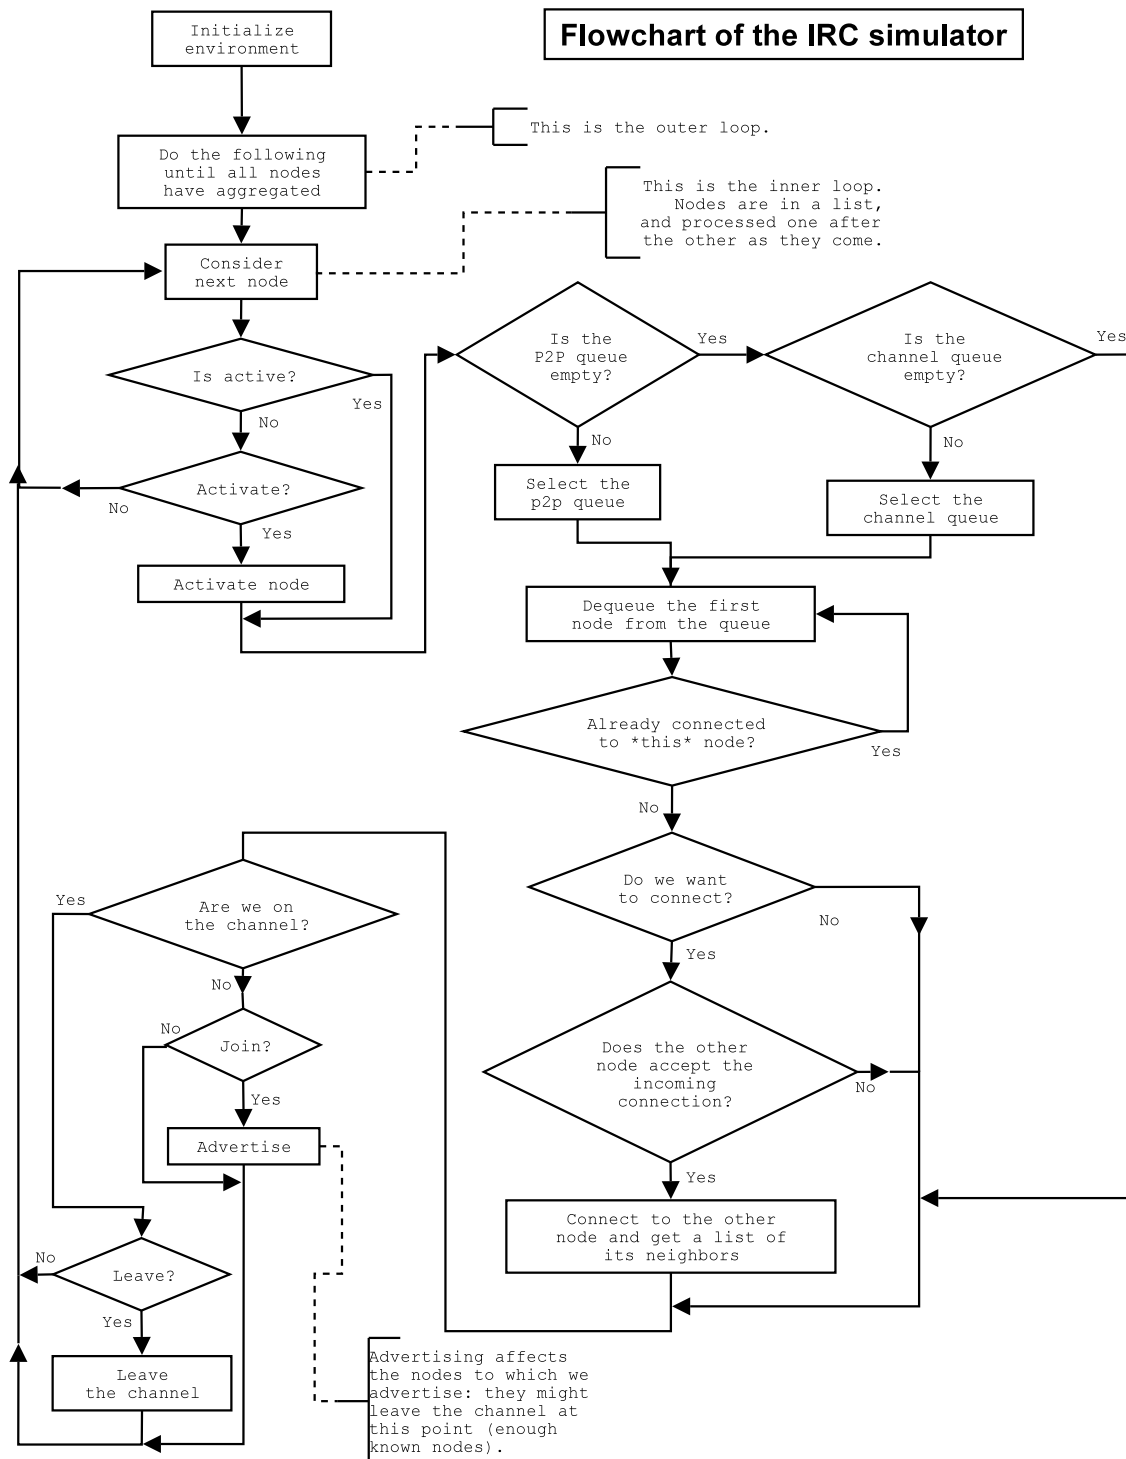 Initialize
environment
Flowchart of the IRC simulator
This is the outer loop.
Do the following
until all nodes
have aggregated
This is the inner loop.
Nodes are in a list,
and processed one after
the other as they come.
Consider
next node
Is active?
Yes
No
Activate?
No
Yes
Activate node
Is the
P2P queue
empty?
Yes
No
Is the
channel queue
empty?
Yes
No
Select the
p2p queue
Select the
channel queue
Dequeue the first
node from the queue
Already connected
to *this* node?
Yes
No
Do we want
to connect?
No
Yes
Does the other
node accept the
incoming
connection?
No
Yes
Connect to the other
node and get a list of
its neighbors
Are we on
the channel?
Yes
No
Join?
No
Yes
Advertise
Leave?
No
Yes
Leave
the channel
Advertising affects
the nodes to which we
advertise: they might
leave the channel at
this point (enough
known nodes).